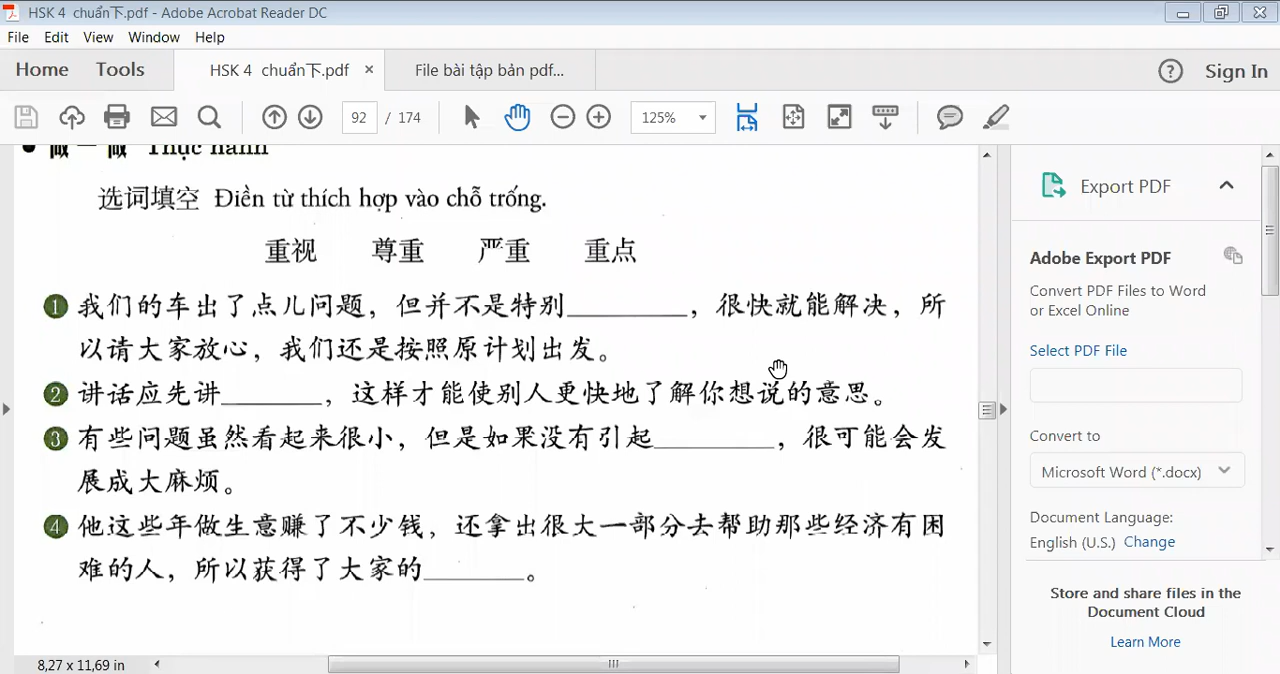 HSK 4 chuẩn下.pdf - Adobe Acrobat Reader DC
File Edit View Window Help
Home Tools HSK 4 chuẩn下.pdf × File bài tập bản pdf... ? Sign In
92 / 174 125%
做一做 Thực hành
选词填空 Điền từ thích hợp vào chỗ trống.
重视 尊重 严重 重点
1 我们的车出了点儿问题，但并不是特别________，很快就能解决，所
以请大家放心，我们还是按照原计划出发。
2 讲话应先讲_______，这样才能使别人更快地了解你想说的意思。
3 有些问题虽然看起来很小，但是如果没有引起________，很可能会发
展成大麻烦。
4 他这些年做生意赚了不少钱，还拿出很大一部分去帮助那些经济有困
难的人，所以获得了大家的_______。
8,27 x 11,69 in
Export PDF
Adobe Export PDF
Convert PDF Files to Word
or Excel Online
Select PDF File
Convert to
Microsoft Word (*.docx)
Document Language:
English (U.S.) Change
Store and share files in the
Document Cloud
Learn More